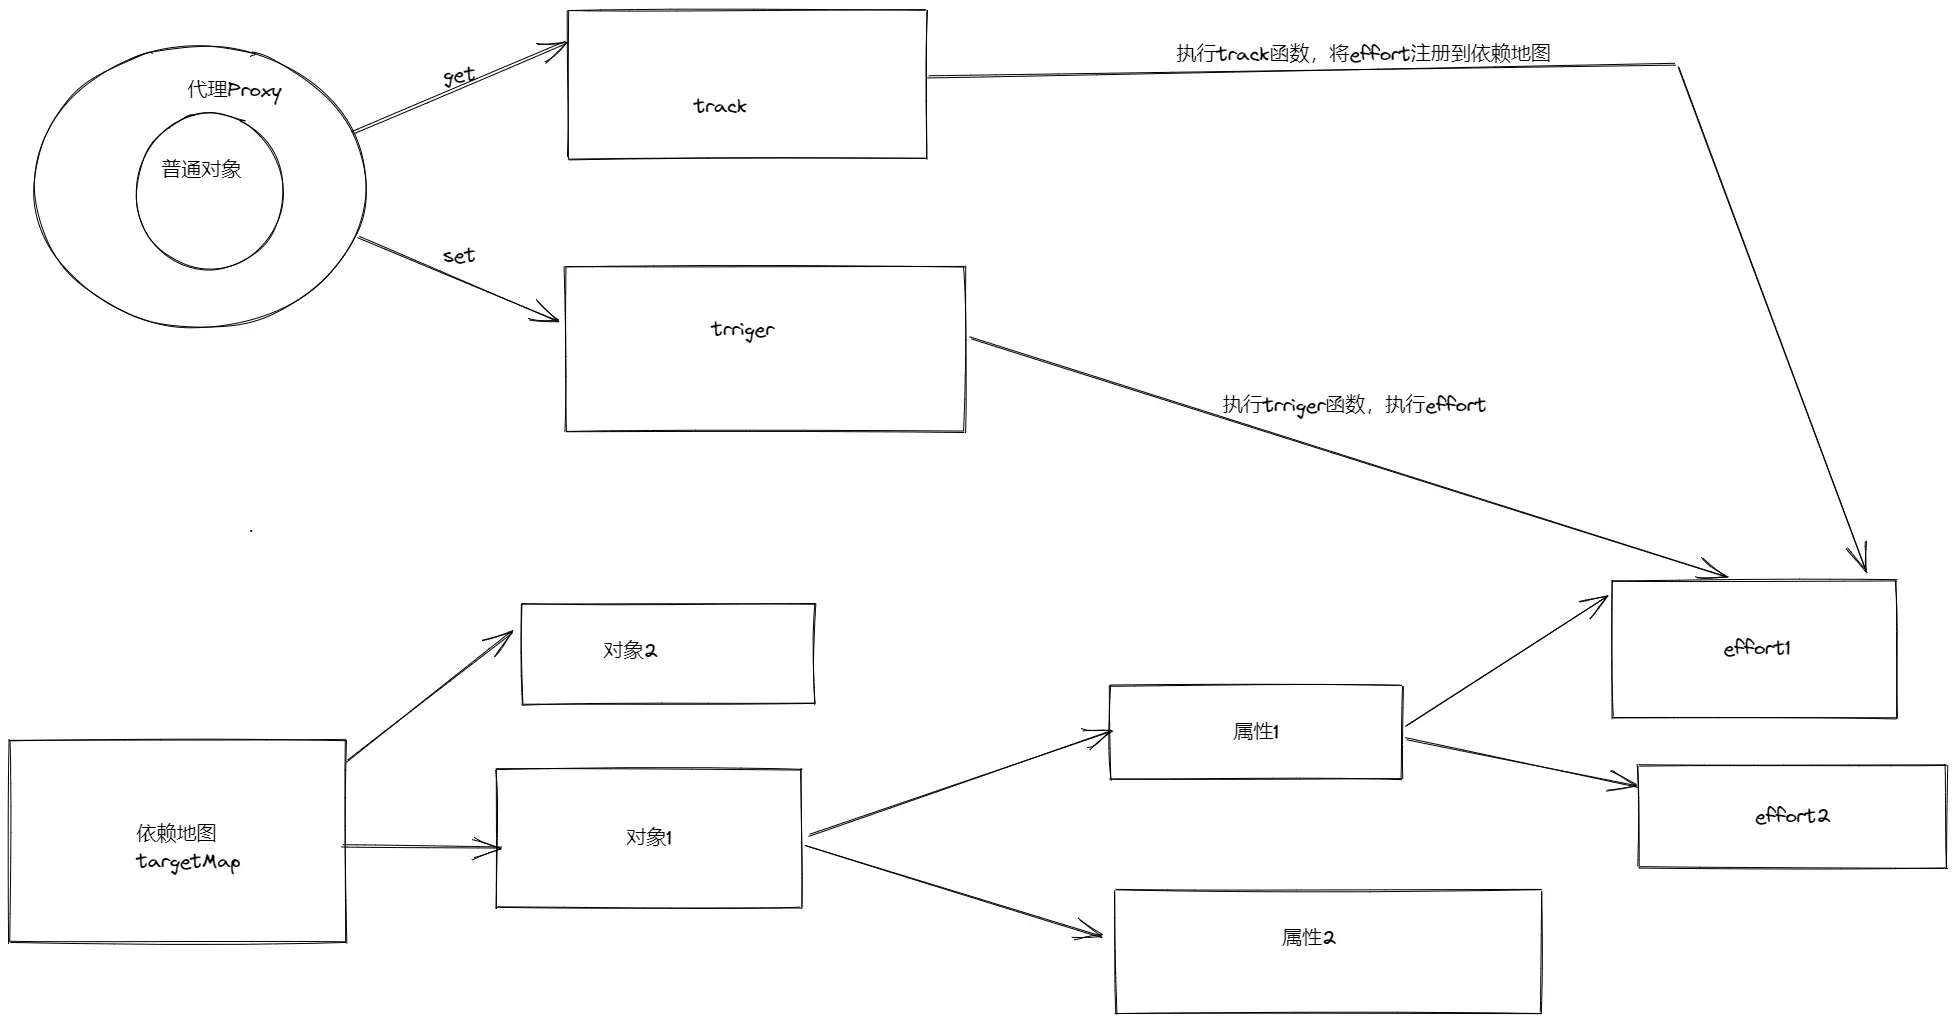 代理Proxy
普通对象
get
track
执行track函数，将effort注册到依赖地图
set
trriger
执行trriger函数，执行effort
对象2
effort1
属性1
依赖地图
targetMap
对象1
effort2
属性2